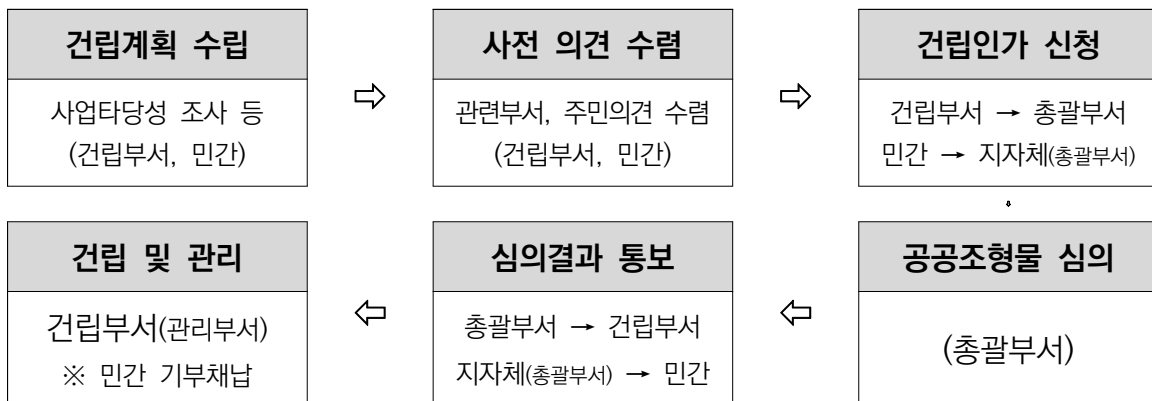 건립계획 수립
사업타당성 조사 등
(건립부서, 민간)
⇨
사전 의견 수렴
관련부서, 주민의견 수렴
(건립부서, 민간)
⇨
건립인가 신청
건립부서 → 총괄부서
민간 → 지자체(총괄부서)
⇩
공공조형물 심의
(총괄부서)
⇦
심의결과 통보
총괄부서 → 건립부서
지자체(총괄부서) → 민간
⇦
건립 및 관리
건립부서(관리부서)
※ 민간 기부채납